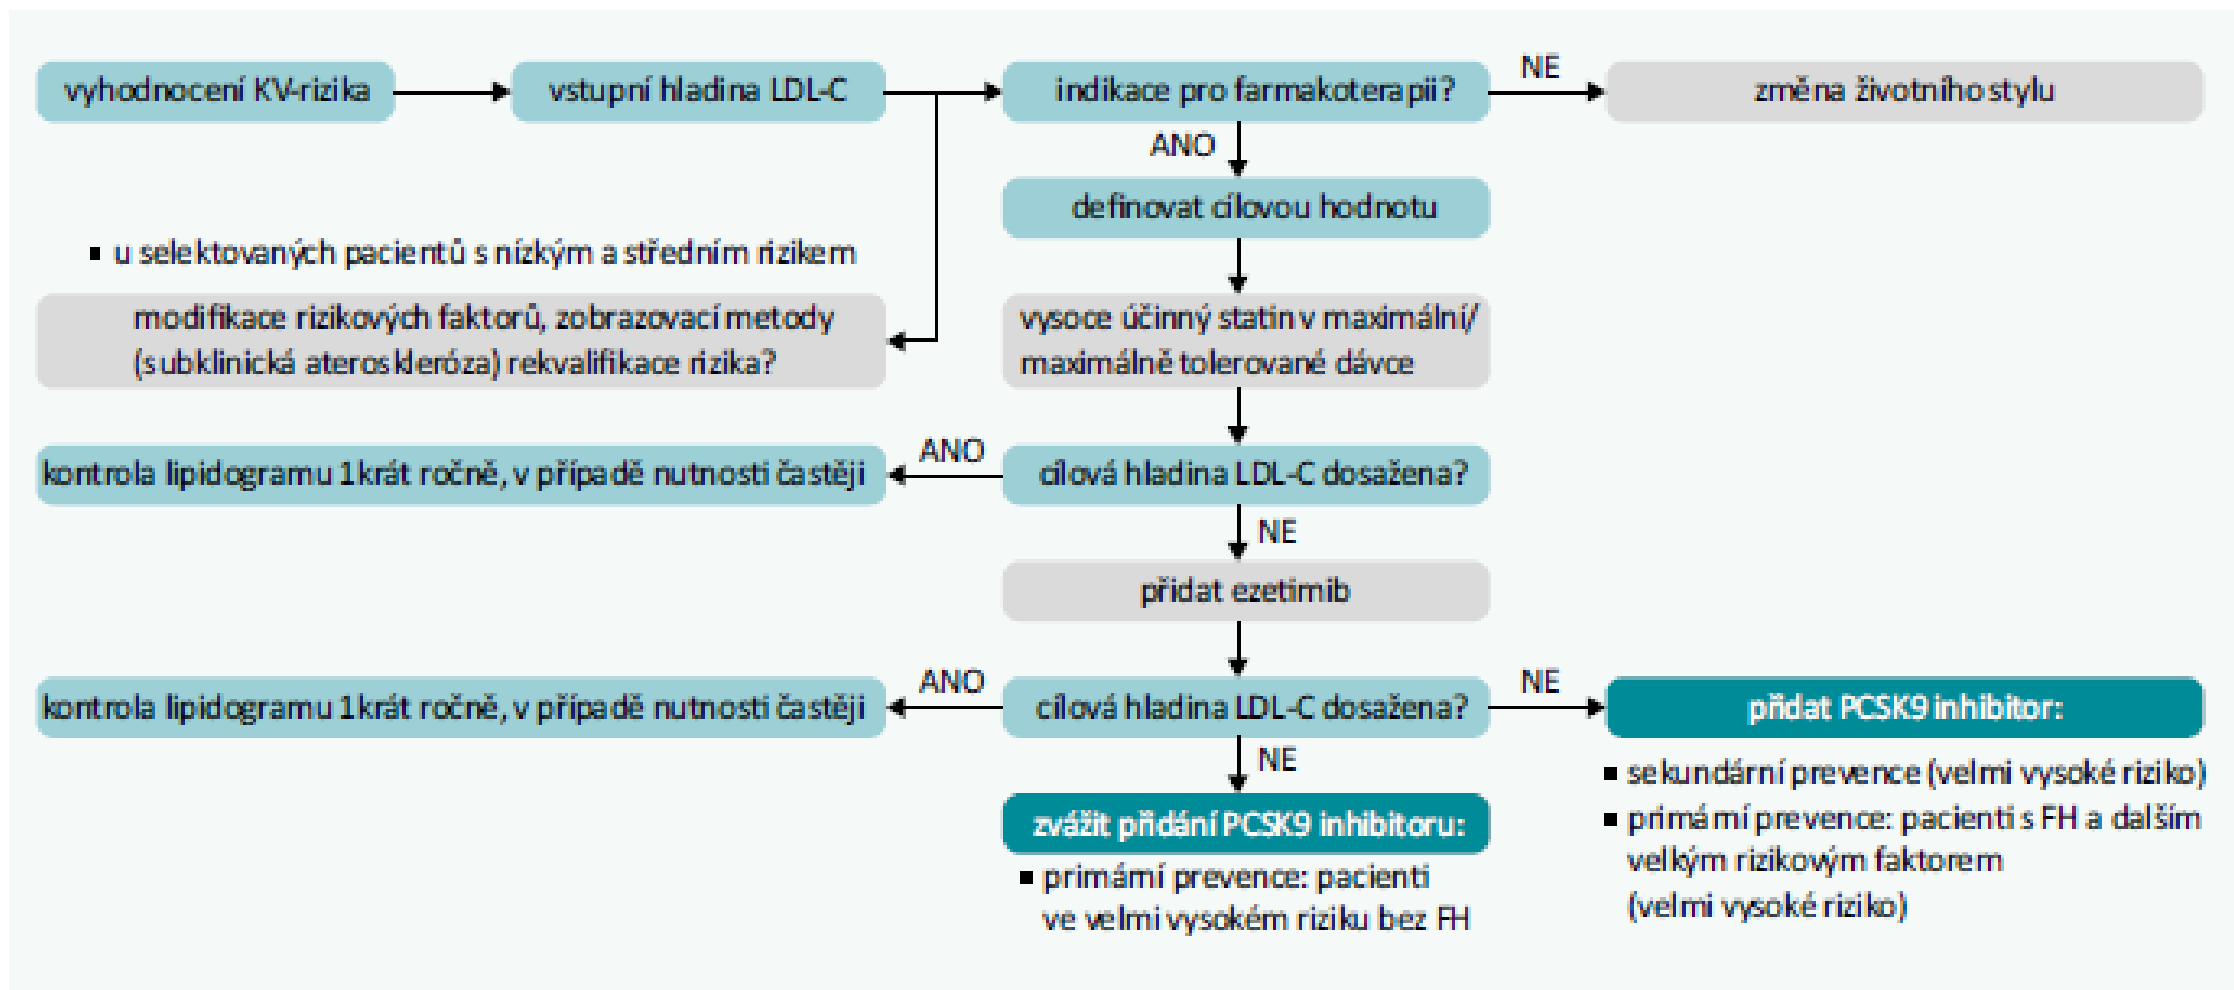 vyhodnocení KV-rizika
vstupní hladina LDL-C
indikace pro farmakoterapii?
NE
změna životního stylu
ANO
definovat cílovou hodnotu
▪ u selektovaných pacientů s nízkým a středním rizikem
modifikace rizikových faktorů, zobrazovací metody
(subklinická ateroskleróza) rekvalifikace rizika?
vysoce účinný statin v maximální/
maximálně tolerované dávce
kontrola lipidogramu 1krát ročně, v případě nutnosti častěji
ANO
cílová hladina LDL-C dosažena?
NE
přidat ezetimib
kontrola lipidogramu 1krát ročně, v případě nutnosti častěji
ANO
cílová hladina LDL-C dosažena?
NE
přidat PCSK9 inhibitor:
▪ sekundární prevence (velmi vysoké riziko)
▪ primární prevence: pacienti s FH a dalším
velkým rizikovým faktorem
(velmi vysoké riziko)
NE
zvážit přidání PCSK9 inhibitoru:
▪ primární prevence: pacienti
ve velmi vysokém riziku bez FH